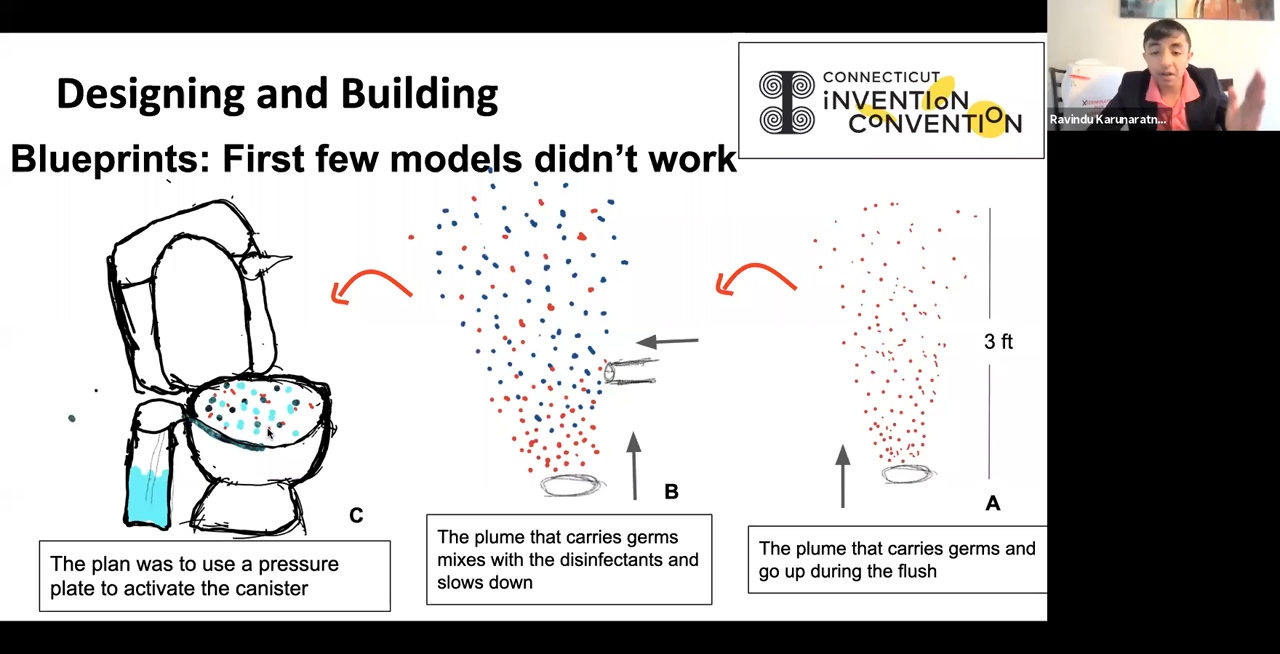 Designing and Building
CONNECTICUT
iNVENTIoN
CoNVENTIoN
Blueprints: First few models didn't work
Ravindu Karunaratn...
3 ft
C
B
A
The plan was to use a pressure
plate to activate the canister
The plume that carries germs
mixes with the disinfectants and
slows down
The plume that carries germs and
go up during the flush